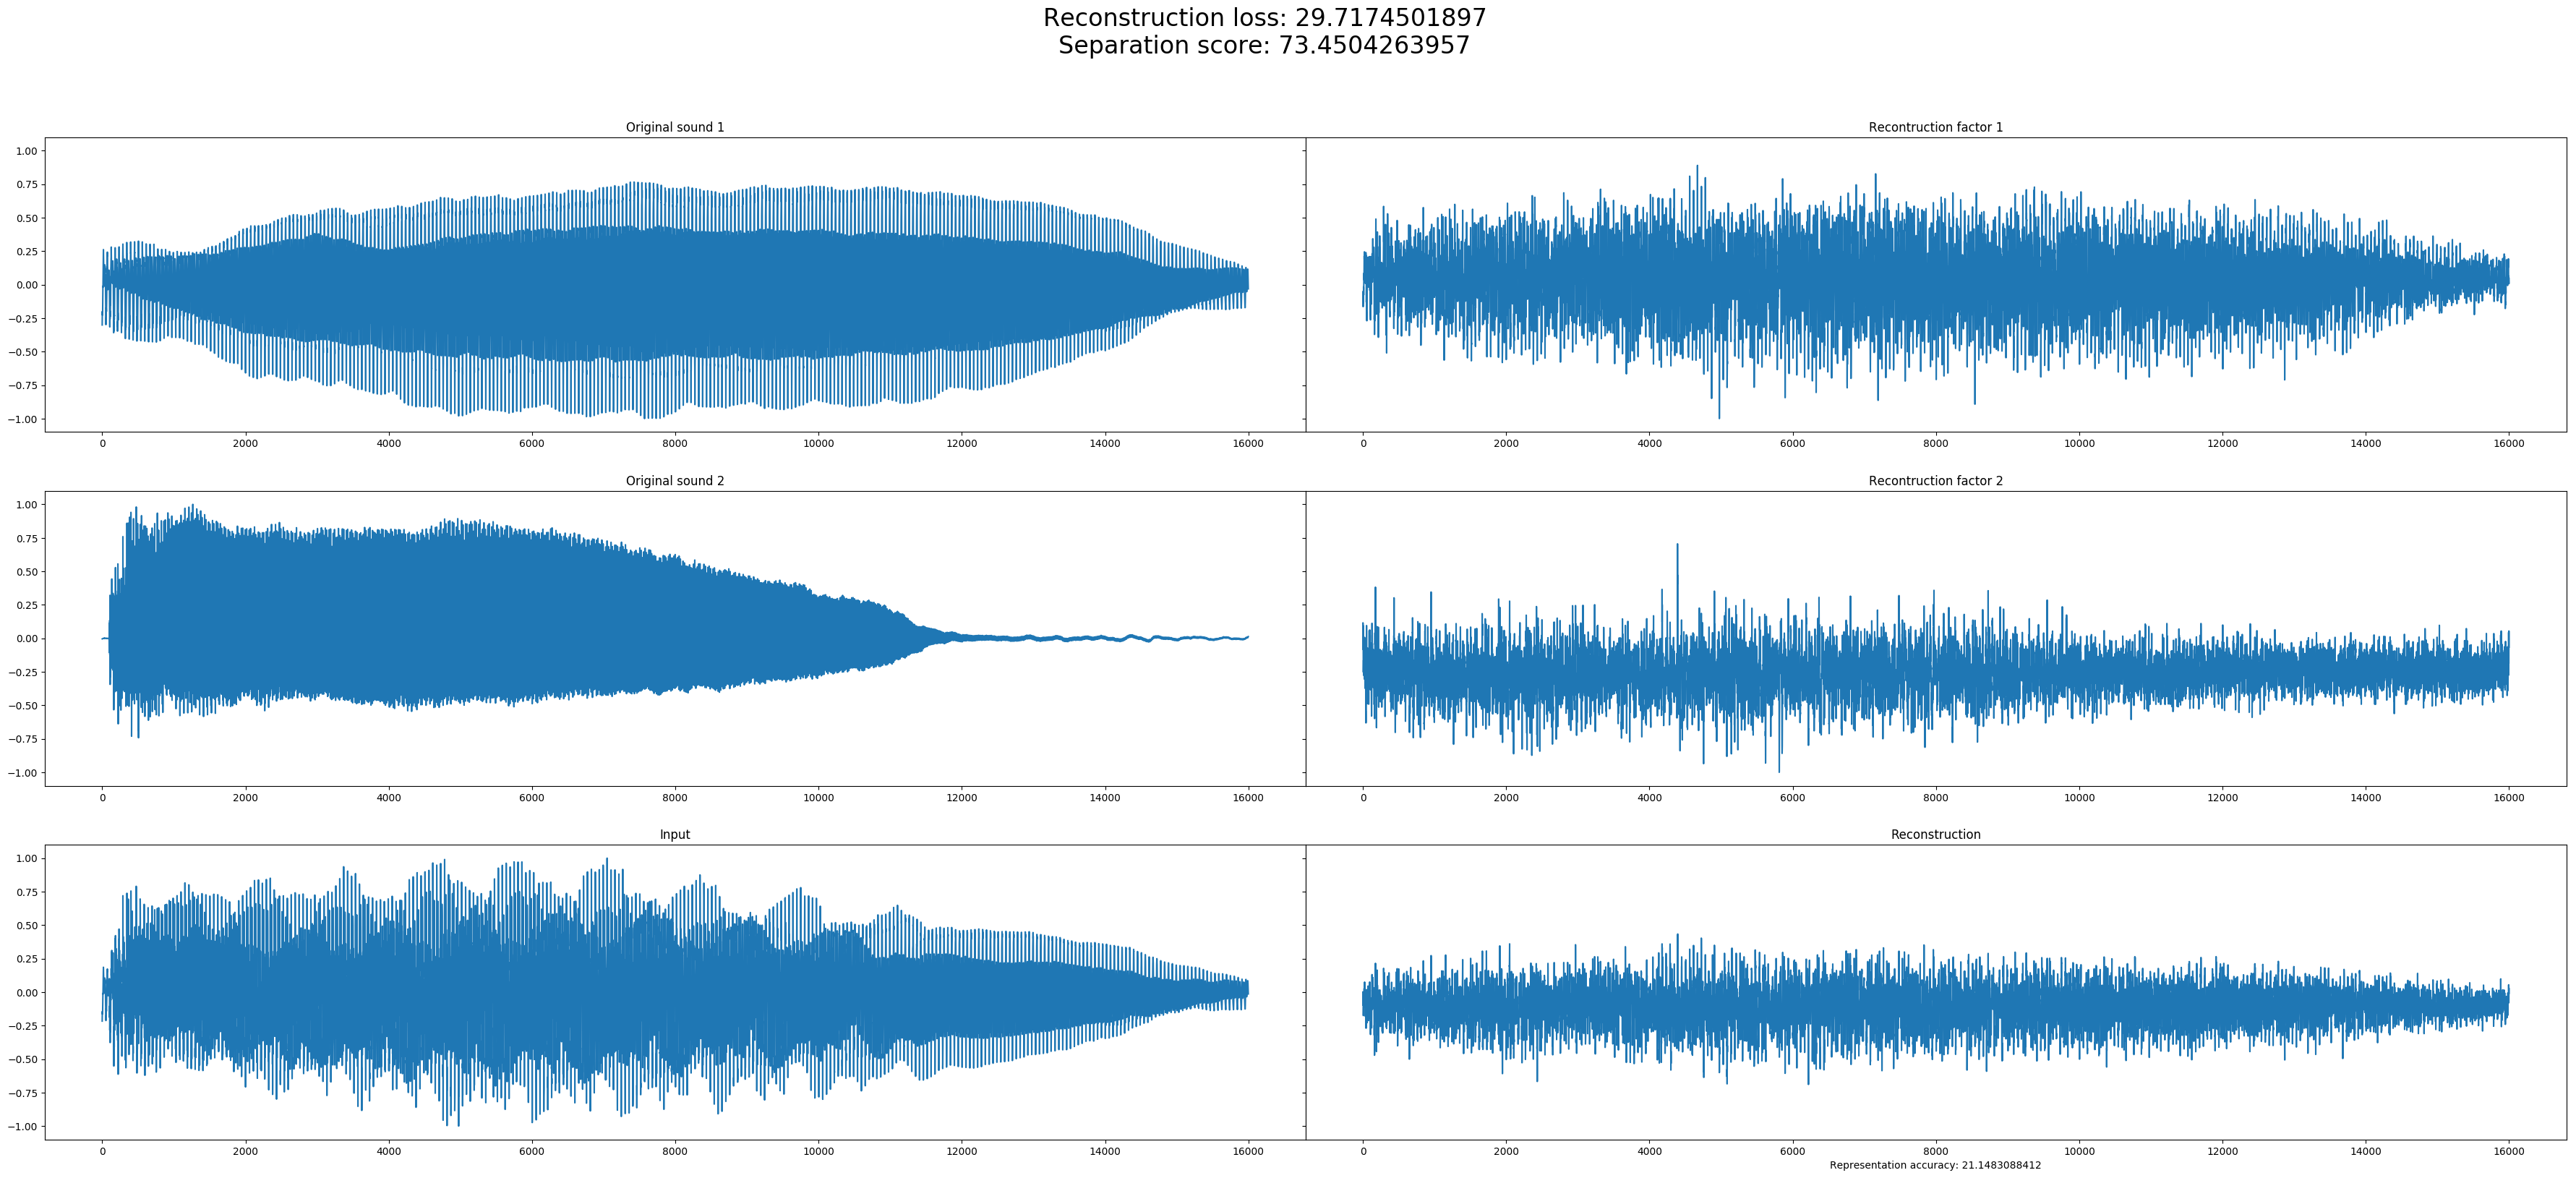 Reconstruction loss: 29.7174501897
Separation score: 73.4504263957
Original sound 1
Recontruction factor 1
1.00
0.75
0.50
0.25
0.00
−0.25
−0.50
−0.75
−1.00
0 2000 4000 6000 8000 10000 12000 14000 16000
0 2000 4000 6000 8000 10000 12000 14000 16000
Original sound 2
Recontruction factor 2
1.00
0.75
0.50
0.25
0.00
−0.25
−0.50
−0.75
−1.00
0 2000 4000 6000 8000 10000 12000 14000 16000
0 2000 4000 6000 8000 10000 12000 14000 16000
Input
Reconstruction
1.00
0.75
0.50
0.25
0.00
−0.25
−0.50
−0.75
−1.00
0 2000 4000 6000 8000 10000 12000 14000 16000
0 2000 4000 6000 8000 10000 12000 14000 16000
Representation accuracy: 21.1483088412